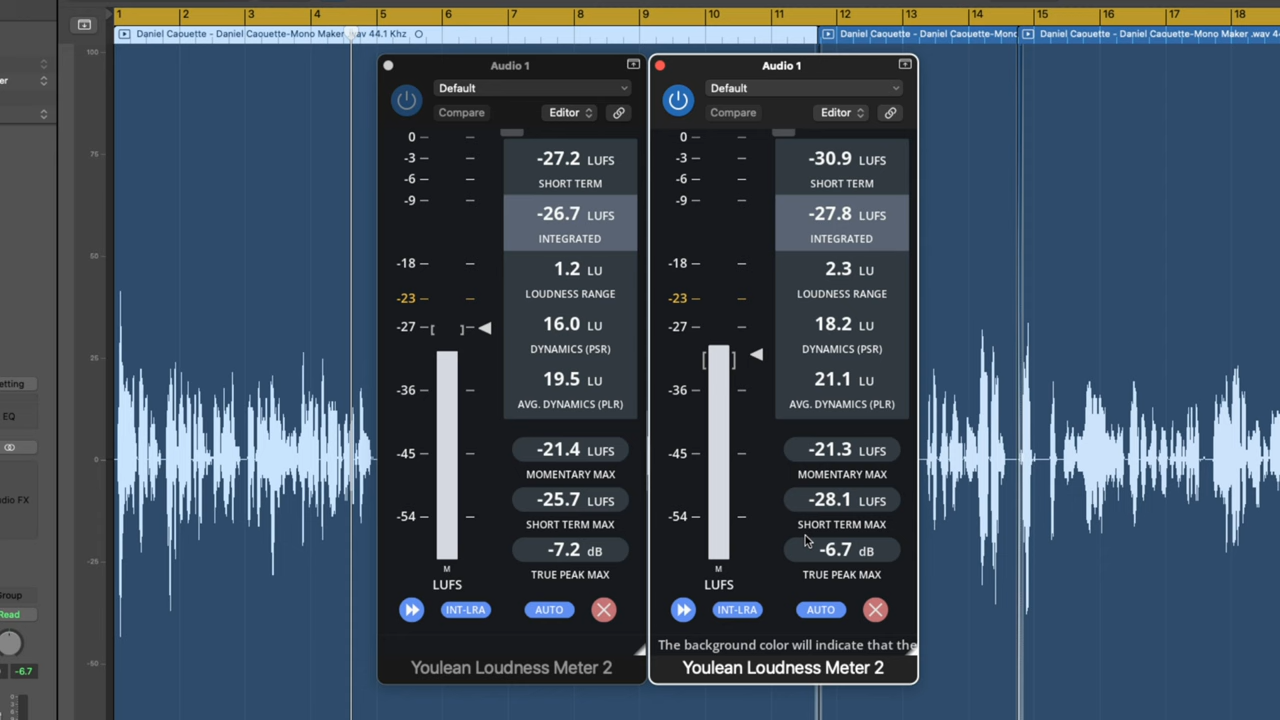 1 2 3 4 5 6 7 8 9 10 11 12 13 14 15 16 17 18
Daniel Caouette - Daniel Caouette-Mono Maker .wav 44.1 Khz
Daniel Caouette - Daniel Caouette-Mono
Daniel Caouette - Daniel Caouette-Mono Maker .wav 44
100
75
50
25
0
-25
-50
er
etting
EQ
udio FX
Group
Read
-6.7
Audio 1
Default
Compare
Editor
0
-3
-6
-9
-18
-23
-27
-36
-45
-54
M
LUFS
-27.2 LUFS
SHORT TERM
-26.7 LUFS
INTEGRATED
1.2 LU
LOUDNESS RANGE
16.0 LU
DYNAMICS (PSR)
19.5 LU
AVG. DYNAMICS (PLR)
-21.4 LUFS
MOMENTARY MAX
-25.7 LUFS
SHORT TERM MAX
-7.2 dB
TRUE PEAK MAX
INT-LRA
AUTO
Youlean Loudness Meter 2
Audio 1
Default
Compare
Editor
0
-3
-6
-9
-18
-23
-27
-36
-45
-54
M
LUFS
-30.9 LUFS
SHORT TERM
-27.8 LUFS
INTEGRATED
2.3 LU
LOUDNESS RANGE
18.2 LU
DYNAMICS (PSR)
21.1 LU
AVG. DYNAMICS (PLR)
-21.3 LUFS
MOMENTARY MAX
-28.1 LUFS
SHORT TERM MAX
-6.7 dB
TRUE PEAK MAX
INT-LRA
AUTO
The background color will indicate that the
Youlean Loudness Meter 2